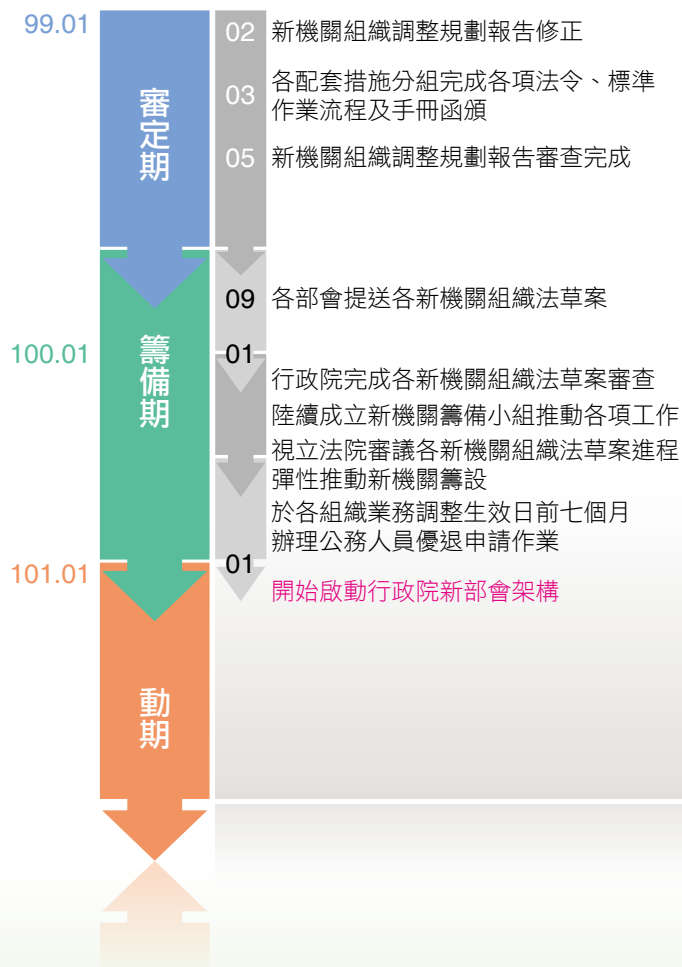 99.01
審定期
02 新機關組織調整規劃報告修正
03 各配套措施分組完成各項法令、標準
作業流程及手冊函頒
05 新機關組織調整規劃報告審查完成
籌備期
09 各部會提送各新機關組織法草案
100.01
01
行政院完成各新機關組織法草案審查
陸續成立新機關籌備小組推動各項工作
視立法院審議各新機關組織法草案進程
彈性推動新機關籌設
於各組織業務調整生效日前七個月
辦理公務人員優退申請作業
101.01
01
開始啟動行政院新部會架構
動期